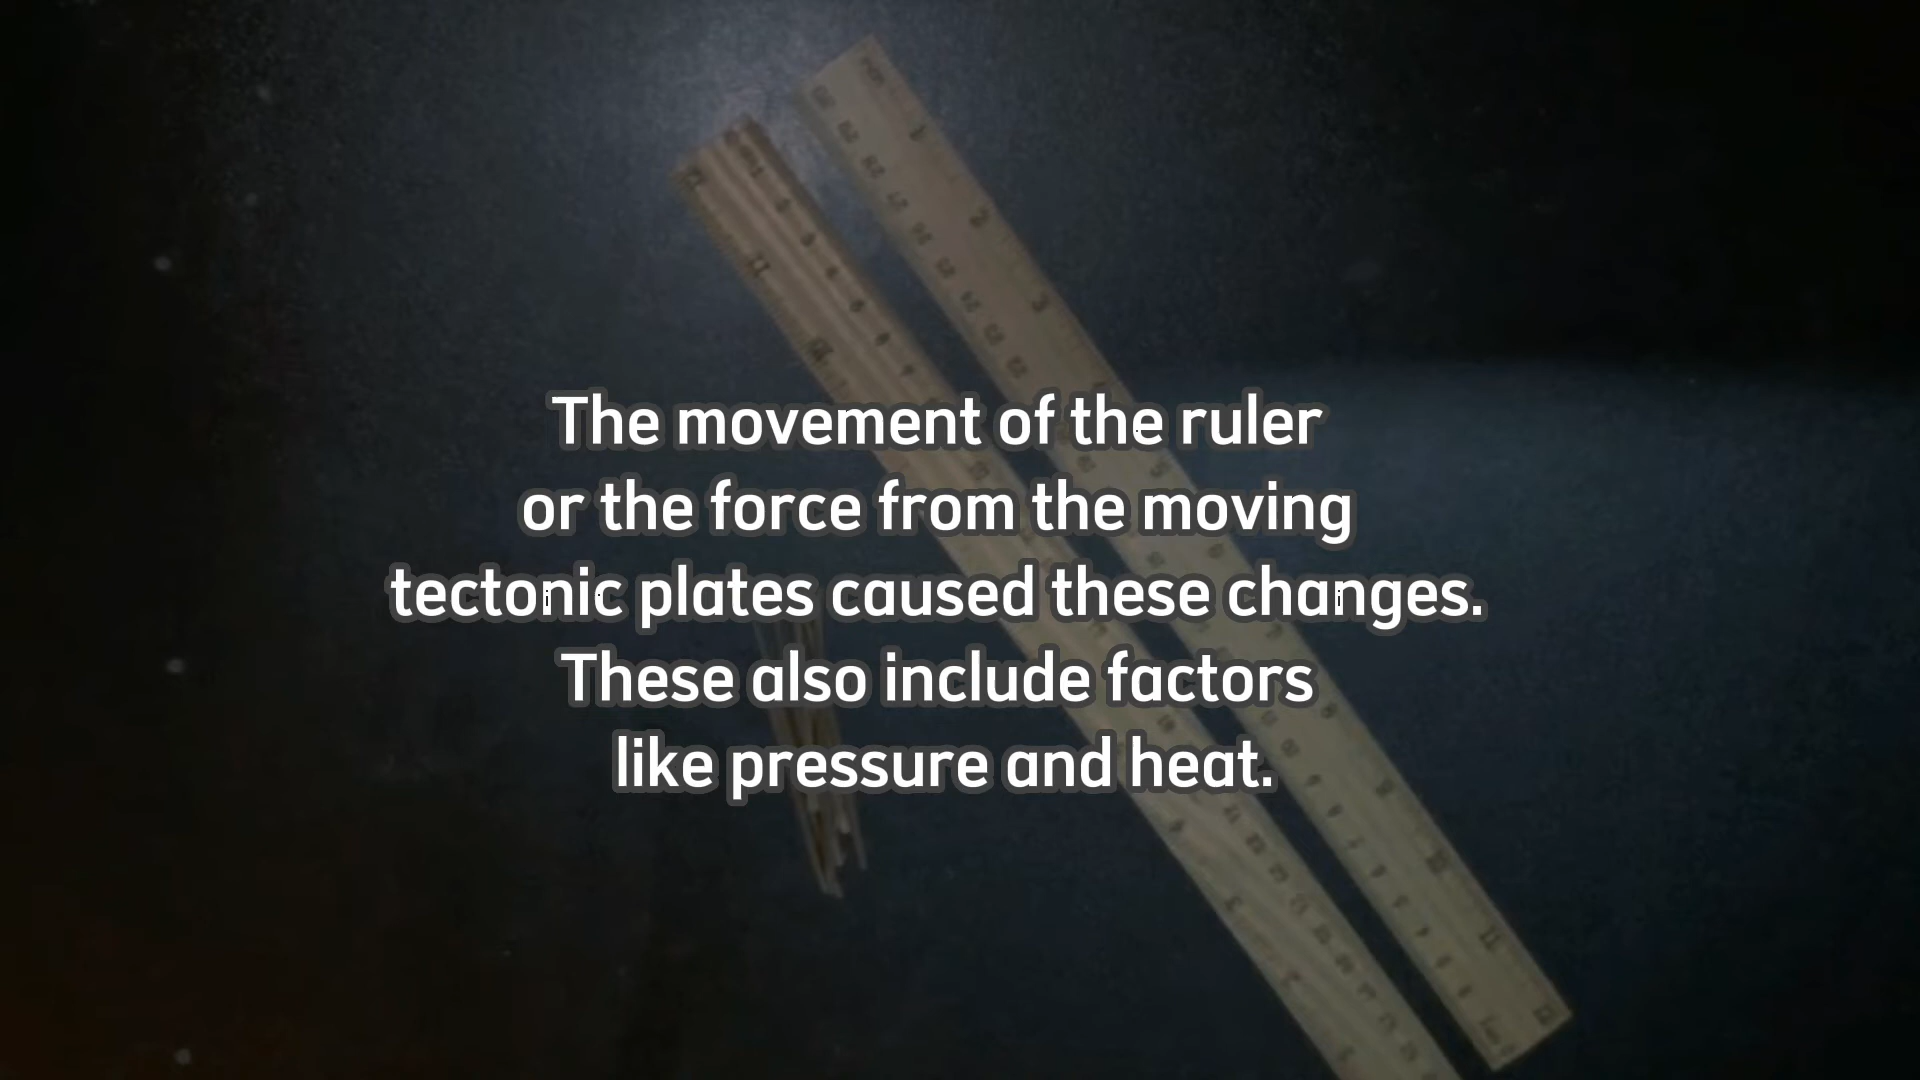 The movement of the ruler
or the force from the moving
tectonic plates caused these changes.
These also include factors
like pressure and heat.